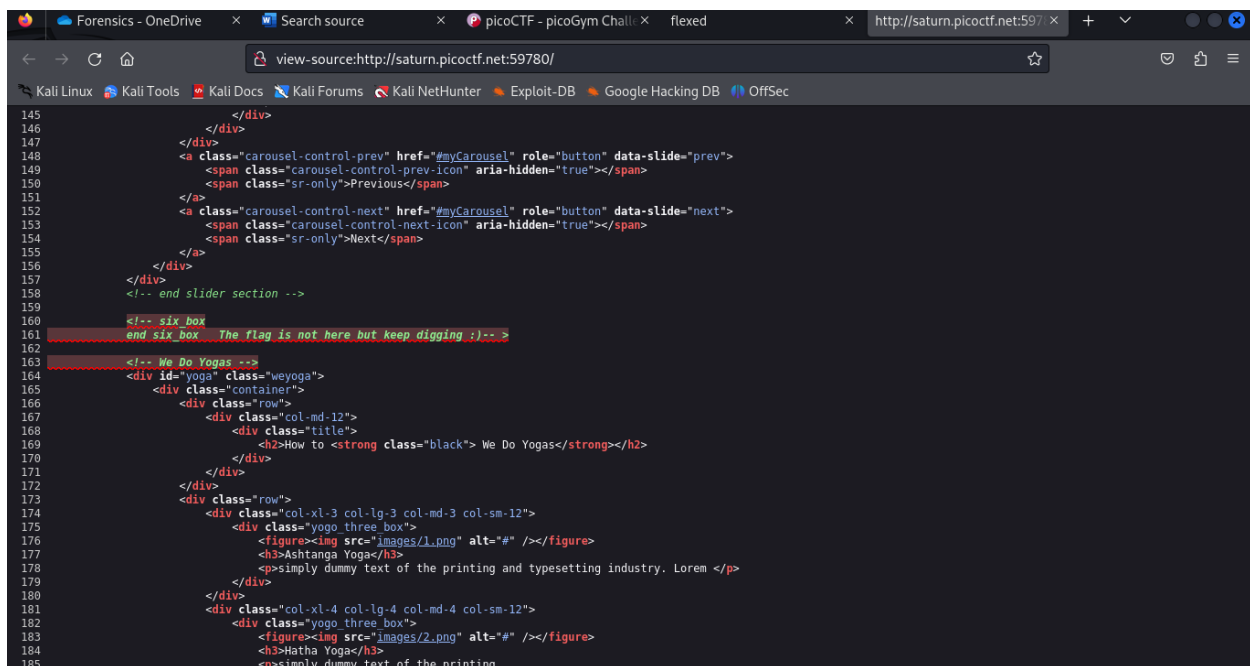 Forensics - OneDrive × Search source × picoCTF - picoGym Challe × flexed × http://saturn.picoctf.net:597 × +
view-source:http://saturn.picoctf.net:59780/
Kali Linux Kali Tools Kali Docs Kali Forums Kali NetHunter Exploit-DB Google Hacking DB OffSec
145 </div>
146 </div>
147 </div>
148 <a class="carousel-control-prev" href="#myCarousel" role="button" data-slide="prev">
149 <span class="carousel-control-prev-icon" aria-hidden="true"></span>
150 <span class="sr-only">Previous</span>
151 </a>
152 <a class="carousel-control-next" href="#myCarousel" role="button" data-slide="next">
153 <span class="carousel-control-next-icon" aria-hidden="true"></span>
154 <span class="sr-only">Next</span>
155 </a>
156 </div>
157 </div>
158 <!-- end slider section -->
159
160 <!-- six_box
161 end six_box   The flag is not here but keep digging :)-- >
162
163 <!-- We Do Yogas -->
164 <div id="yoga" class="weyoga">
165 <div class="container">
166 <div class="row">
167 <div class="col-md-12">
168 <div class="title">
169 <h2>How to <strong class="black"> We Do Yogas</strong></h2>
170 </div>
171 </div>
172 </div>
173 <div class="row">
174 <div class="col-xl-3 col-lg-3 col-md-3 col-sm-12">
175 <div class="yogo_three_box">
176 <figure><img src="images/1.png" alt="#" /></figure>
177 <h3>Ashtanga Yoga</h3>
178 <p>simply dummy text of the printing and typesetting industry. Lorem </p>
179 </div>
180 </div>
181 <div class="col-xl-4 col-lg-4 col-md-4 col-sm-12">
182 <div class="yogo_three_box">
183 <figure><img src="images/2.png" alt="#" /></figure>
184 <h3>Hatha Yoga</h3>
185 <p>simply dummy text of the printing